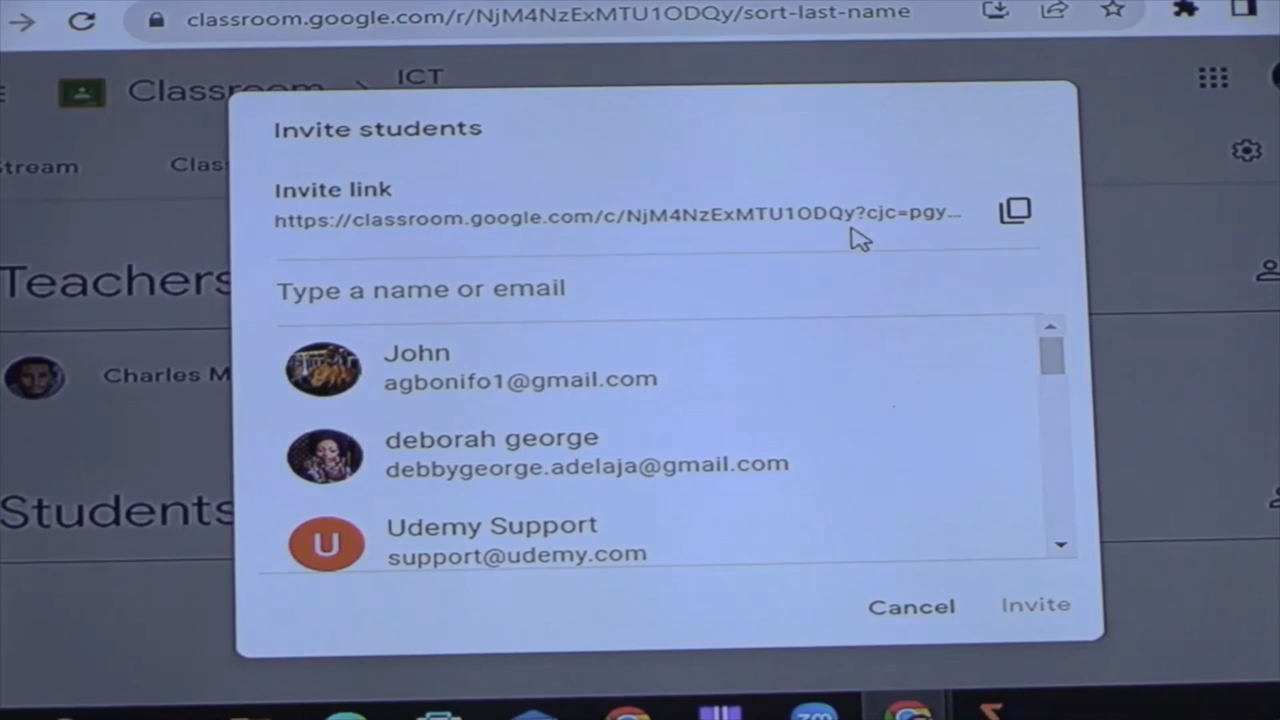 classroom.google.com/r/NjM4NzExMTU1ODQy/sort-last-name
Classroom
ICT
Stream
Clas
Invite students
Invite link
https://classroom.google.com/c/NjM4NzExMTU1ODQy?cjc=pgy...
Type a name or email
Teachers
John
agbonifo1@gmail.com
Charles M
deborah george
debbygeorge.adelaja@gmail.com
Students
Udemy Support
U
support@udemy.com
Cancel
Invite
zm